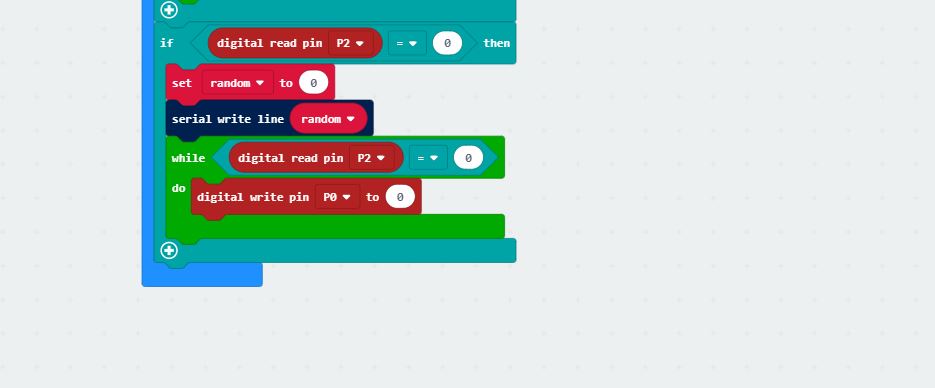 if digital read pin P2 = 0 then
set random to 0
serial write line random
while digital read pin P2 = 0
do digital write pin P0 to 0